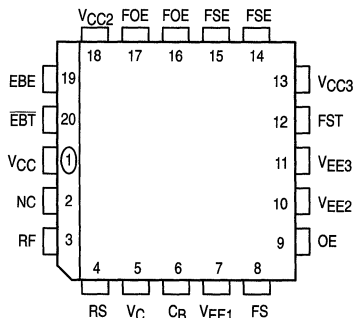 VCC2 FOE FOE FSE FSE
18 17 16 15 14
EBE 19 13 VCC3
EBT 20 12 FST
VCC 1 11 VEE3
NC 2 10 VEE2
RF 3 9 OE
4 5 6 7 8
RS VC CB VEE1 FS